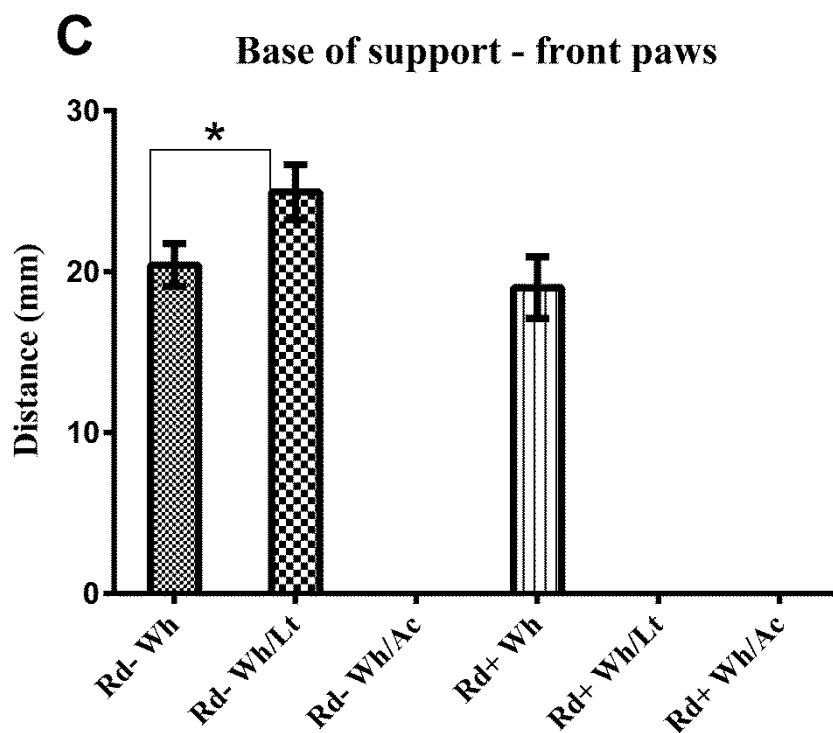 C
Base of support - front paws
Distance (mm)
30
20
10
0
*
Rd- Wh
Rd- Wh/Lt
Rd- Wh/Ac
Rd+ Wh
Rd+ Wh/Lt
Rd+ Wh/Ac